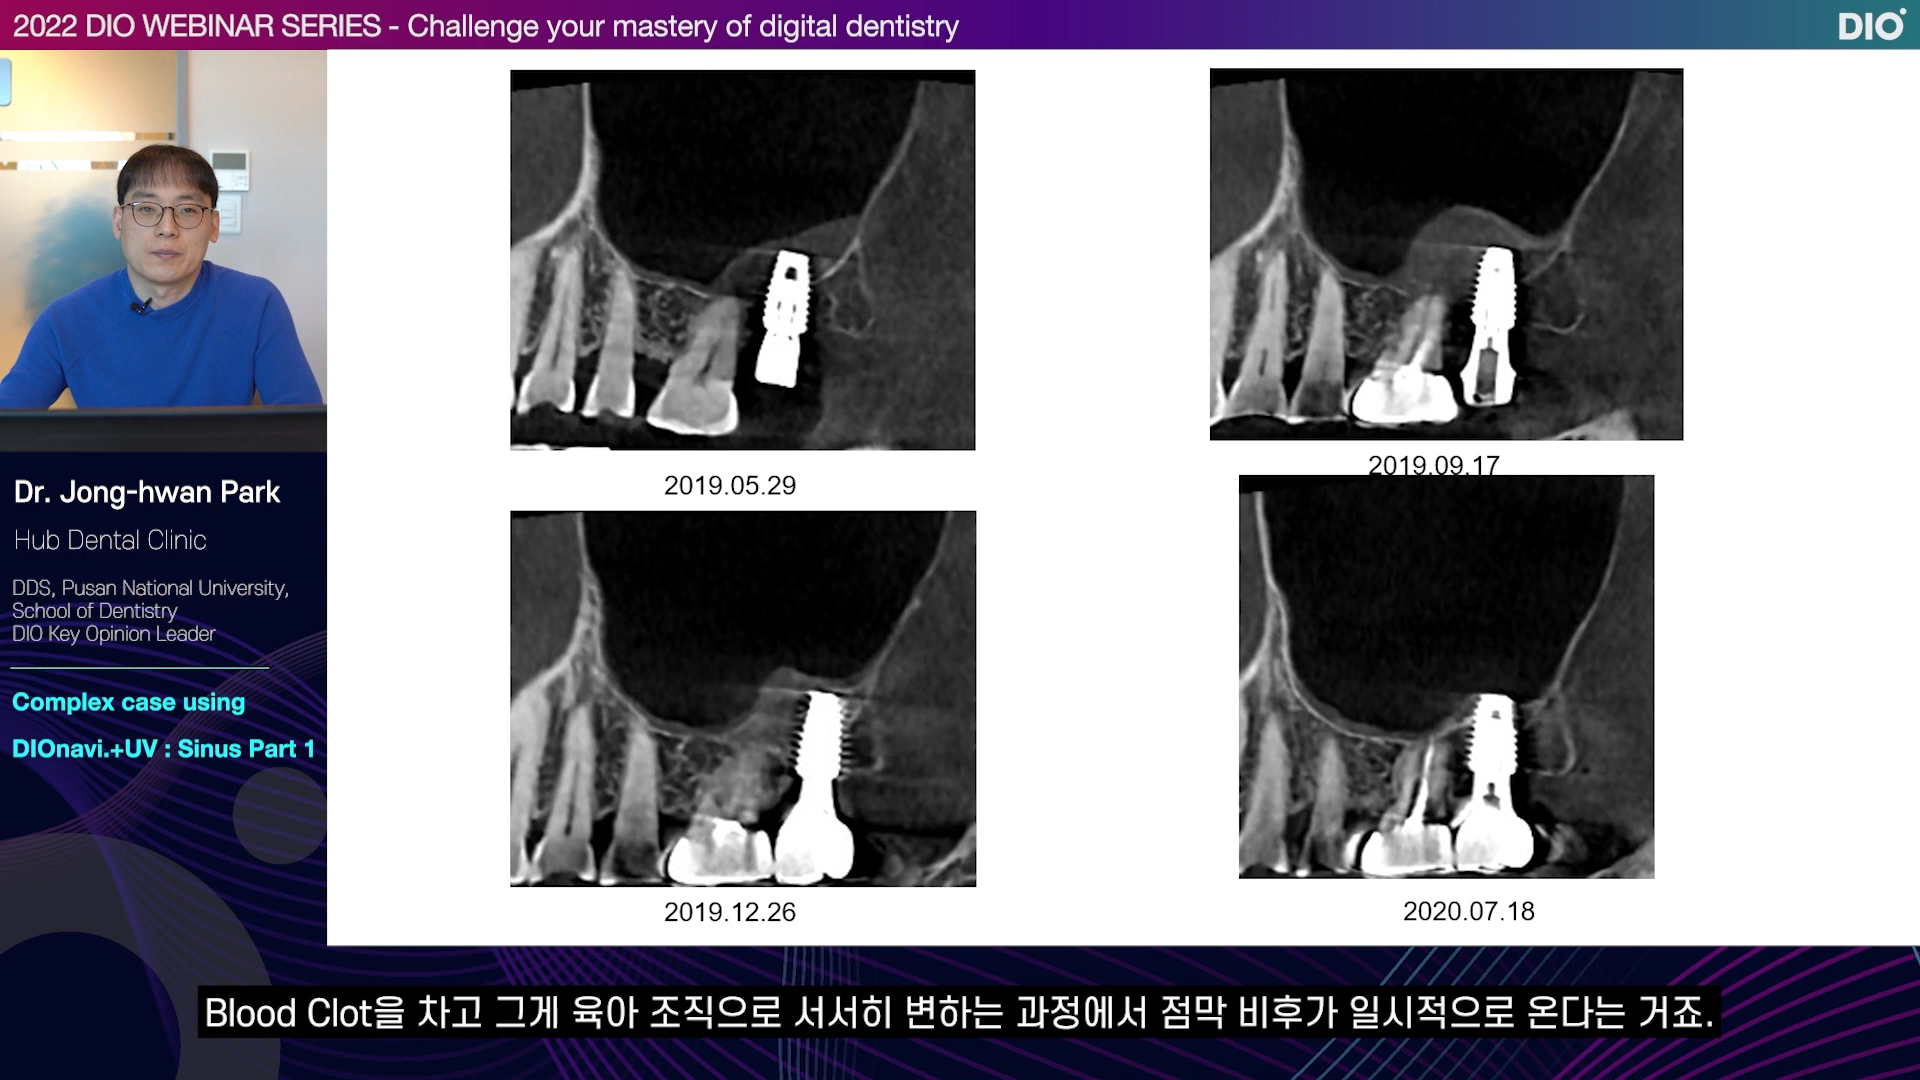 2022 DIO WEBINAR SERIES - Challenge your mastery of digital dentistry
DIO
2019.05.29
2019.09.17
2019.12.26
2020.07.18
Dr. Jong-hwan Park
Hub Dental Clinic
DDS, Pusan National University,
School of Dentistry
DIO Key Opinion Leader
Complex case using
DIOnavi.+UV : Sinus Part 1
Blood Clot을 차고 그게 육아 조직으로 서서히 변하는 과정에서 점막 비후가 일시적으로 온다는 거죠.